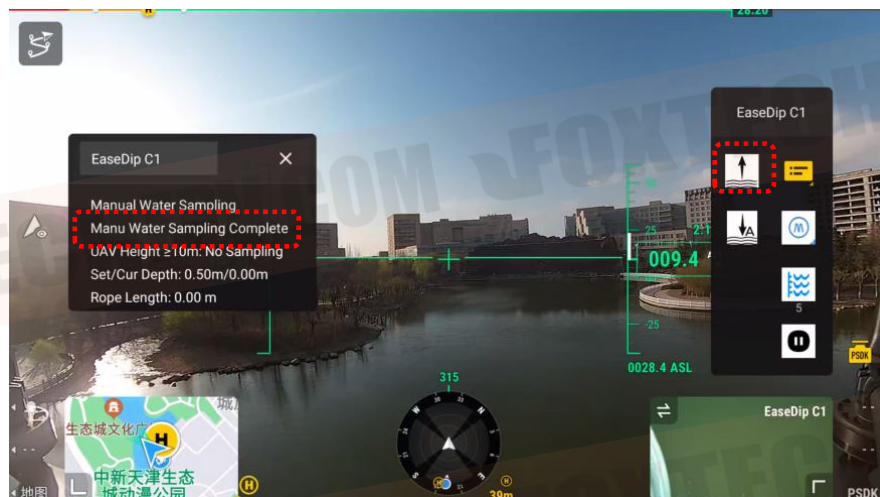 28.20
EaseDip C1
Manual Water Sampling
Manu Water Sampling Complete
UAV Height ≥10m: No Sampling
Set/Cur Depth: 0.50m/0.00m
Rope Length: 0.00 m
EaseDip C1
A
M
5
PSDK
25
009.4
-25
0028.4 ASL
315
N
E
S
W
H
生态城文化广
中新天津生态
城动漫公园
地图
H
H
39m
EaseDip C1
PSDK
FOXTECH